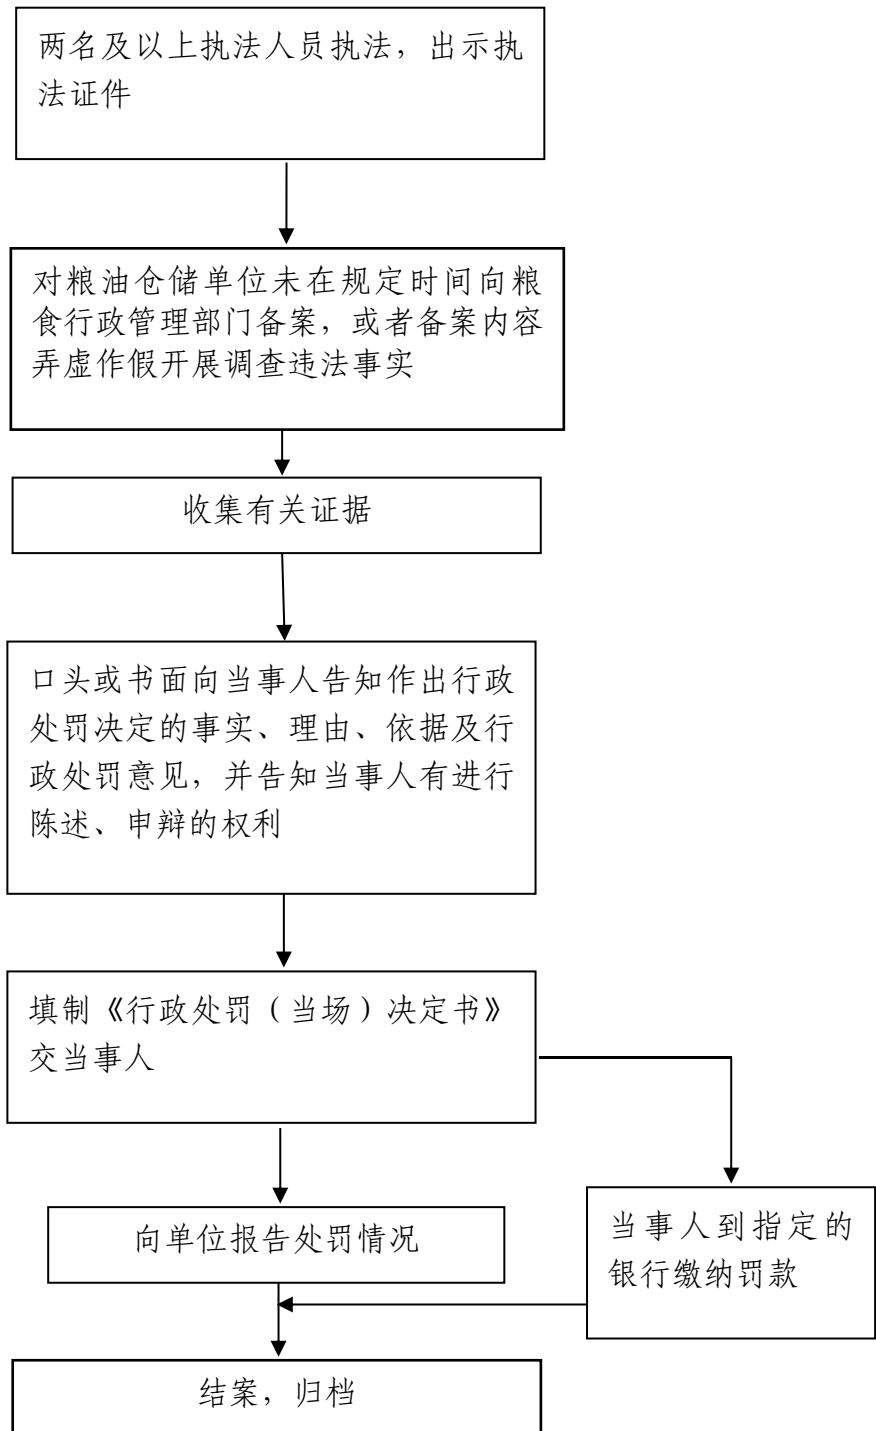 两名及以上执法人员执法，出示执
法证件
对粮油仓储单位未在规定时间向粮
食行政管理部门备案，或者备案内容
弄虚作假开展调查违法事实
收集有关证据
口头或书面向当事人告知作出行政
处罚决定的事实、理由、依据及行
政处罚意见，并告知当事人有进行
陈述、申辩的权利
填制《行政处罚（当场）决定书》
交当事人
向单位报告处罚情况
当事人到指定的
银行缴纳罚款
结案，归档